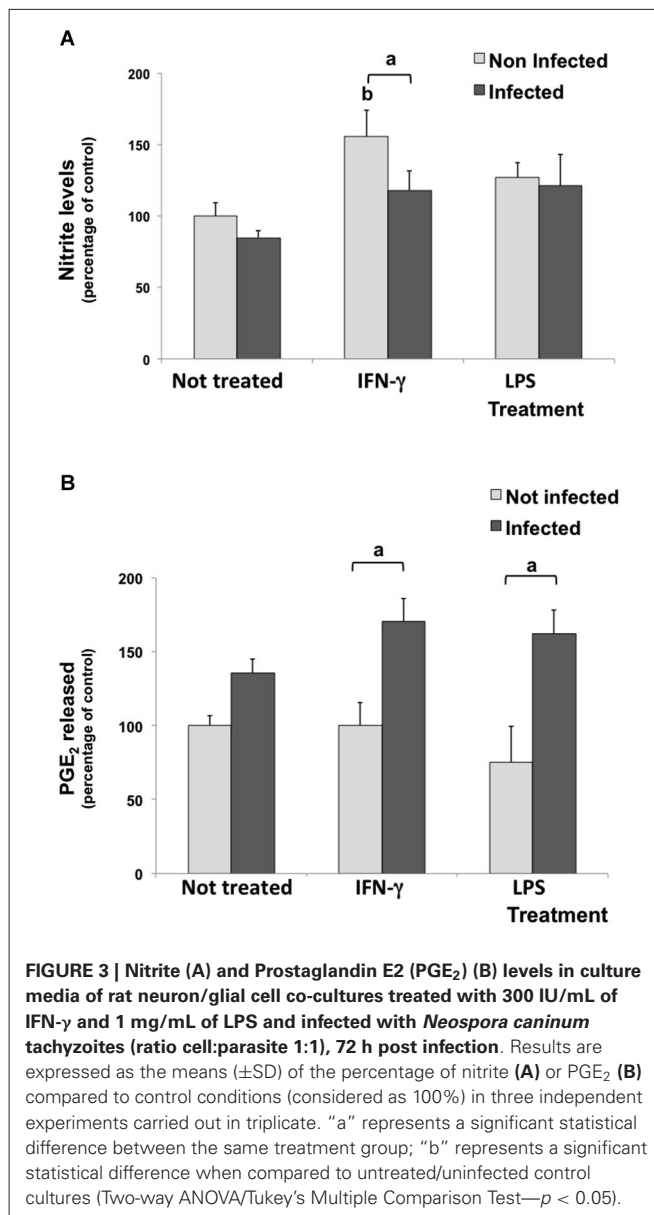 A
a
b
Non Infected
Infected
Nitrite levels
(percentage of control)
200
150
100
50
0
Not treated
IFN-γ
LPS
Treatment
B
Not infected
Infected
a
a
PGE₂ released
(percentage of control)
200
150
100
50
0
Not treated
IFN-γ
LPS
Treatment
FIGURE 3 | Nitrite (A) and Prostaglandin E2 (PGE₂) (B) levels in culture
media of rat neuron/glial cell co-cultures treated with 300 IU/mL of
IFN-γ and 1 mg/mL of LPS and infected with Neospora caninum
tachyzoites (ratio cell:parasite 1:1), 72 h post infection. Results are
expressed as the means (±SD) of the percentage of nitrite (A) or PGE₂ (B)
compared to control conditions (considered as 100%) in three independent
experiments carried out in triplicate. “a” represents a significant statistical
difference between the same treatment group; “b” represents a significant
statistical difference when compared to untreated/uninfected control
cultures (Two-way ANOVA/Tukey’s Multiple Comparison Test—p < 0.05).